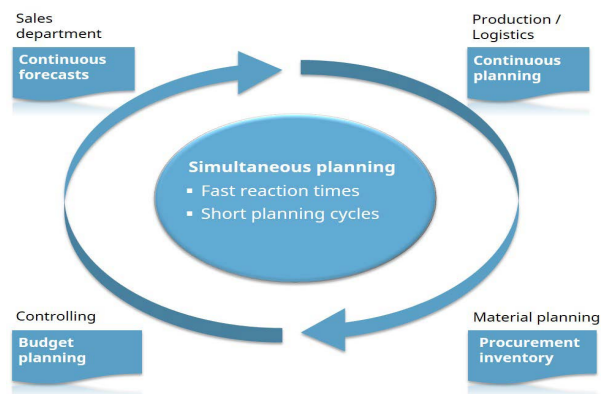 Sales
department
Continuous
forecasts
Production /
Logistics
Continuous
planning
Simultaneous planning
▪ Fast reaction times
▪ Short planning cycles
Controlling
Budget
planning
Material planning
Procurement
inventory